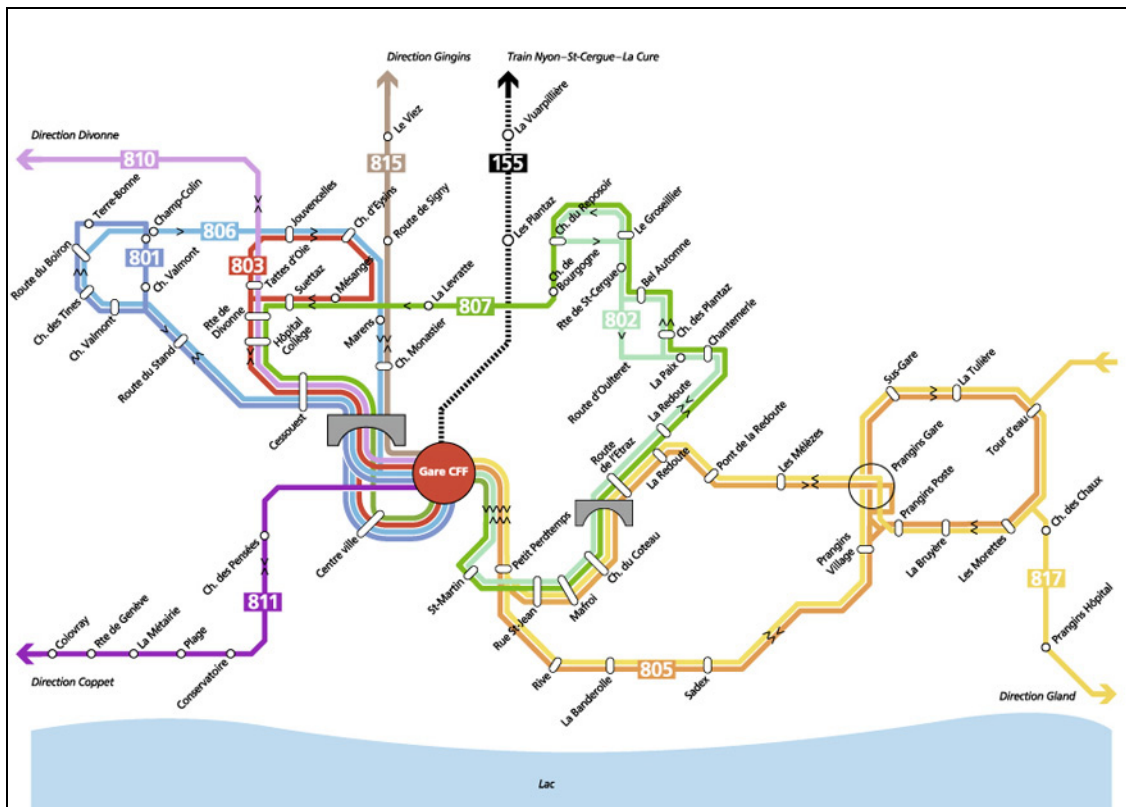 Direction Gingins
Train Nyon–St-Cergue–La Cure
Le Viez
La Vuarpillière
Direction Divonne
810
815
155
Terre-Bonne
Champ-Colin
Jouvencelles
Ch. d'Eysins
Route de Signy
Les Plantaz
Ch. du Reposoir
Le Groseillier
806
801
803
Route du Boiron
Ch. Valmont
Tattes d'Oie
Suettaz
Mésanges
La Levratte
807
Ch. de
Bourgogne
Rte de St-Cergue
Bel Automne
802
Ch. des Tines
Ch. Valmont
Route du Stand
Rte de
Divonne
Hôpital
Collège
Marens
Ch. Monastier
Ch. des Plantaz
Chantemerle
La Paix
Route d'Oulteret
La Redoute
Cessouest
Gare CFF
Route
de l'Etraz
La Redoute
Pont de la Redoute
Les Mélèzes
Sus-Gare
La Tulière
Tour d'eau
Prangins Gare
Prangins Poste
Centre ville
Petit Perdtemps
Ch. du Coteau
Prangins
Village
La Bruyère
Les Morettes
Ch. des Chaux
Ch. des Pensées
St-Martin
Rue St-Jean
Mafroi
817
811
Colovray
Rte de Genève
La Métairie
Plage
Conservatoire
Rive
La Banderolle
805
Sadex
Prangins Hôpital
Direction Coppet
Direction Gland
Lac